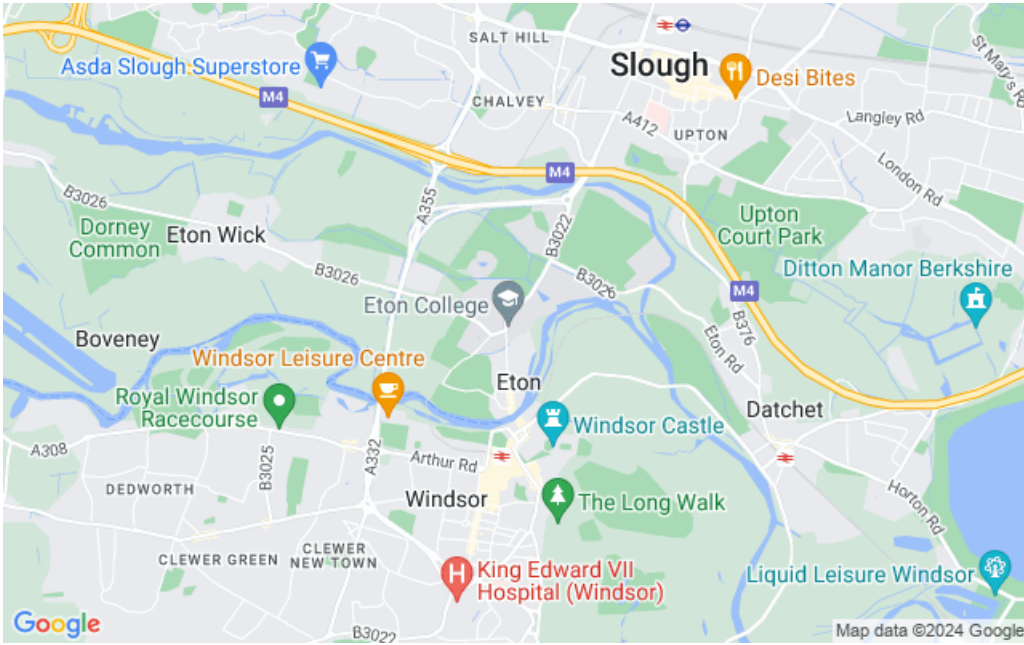 SALT HILL
Slough
Asda Slough Superstore
Desi Bites
M4
CHALVEY
St Mary's Rd
A412
UPTON
Langley Rd
M4
London Rd
B3026
A355
Dorney
Common
Eton Wick
B3022
Upton
Court Park
B3026
B3026
Ditton Manor Berkshire
M4
Eton College
B376
Boveney
Eton Rd
Windsor Leisure Centre
Eton
Royal Windsor
Racecourse
Datchet
Windsor Castle
A308
B3025
A332
Arthur Rd
DEDWORTH
Windsor
The Long Walk
Horton Rd
CLEWER GREEN
CLEWER
NEW TOWN
H
King Edward VII
Hospital (Windsor)
Liquid Leisure Windsor
Google
B3022
Map data ©2024 Google